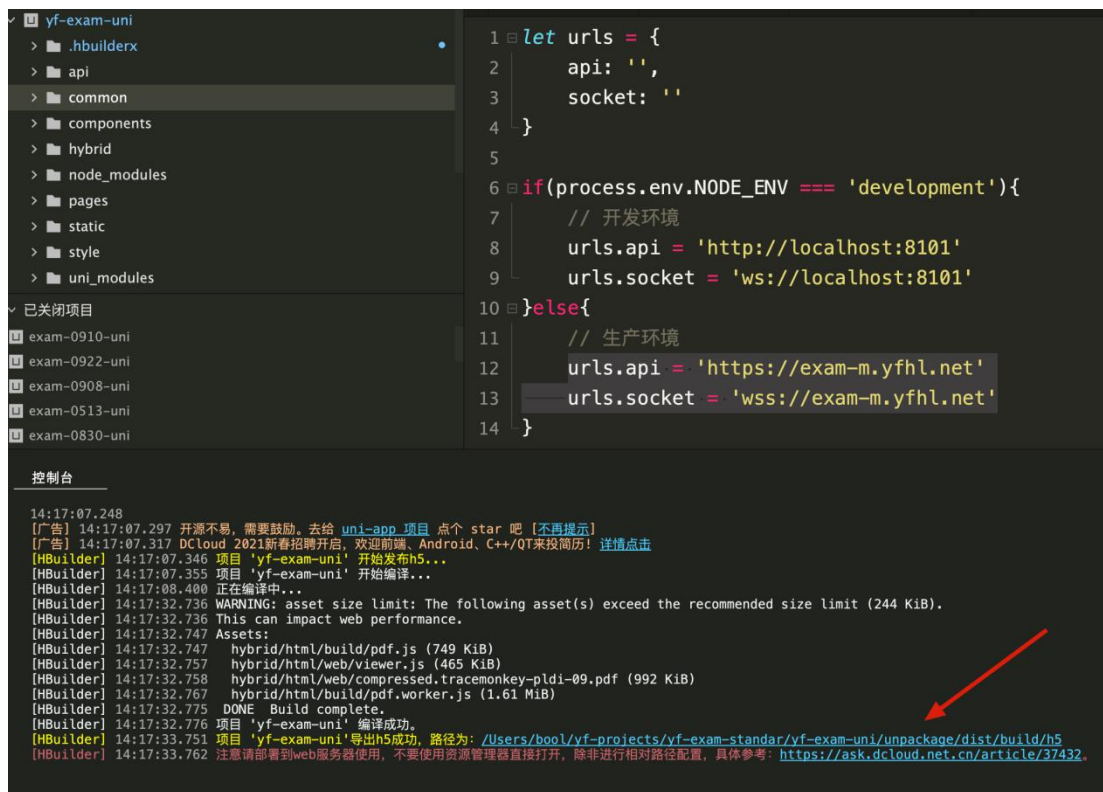 yf-exam-uni
.hbuilderx
api
common
components
hybrid
node_modules
pages
static
style
uni_modules
已关闭项目
exam-0910-uni
exam-0922-uni
exam-0908-uni
exam-0513-uni
exam-0830-uni
1 let urls = {
2 api: '',
3 socket: ''
4 }
5
6 if(process.env.NODE_ENV === 'development'){
7 // 开发环境
8 urls.api = 'http://localhost:8101'
9 urls.socket = 'ws://localhost:8101'
10 }else{
11 // 生产环境
12 urls.api = 'https://exam-m.yfhl.net'
13 urls.socket = 'wss://exam-m.yfhl.net'
14 }
控制台
14:17:07.248
[广告] 14:17:07.297 开源不易，需要鼓励。去给 uni-app 项目 点个 star 吧 [不再提示]
[广告] 14:17:07.317 DCloud 2021新春招聘开启，欢迎前端、Android、C++/QT来投简历！ 详情点击
[HBuilder] 14:17:07.346 项目 'yf-exam-uni' 开始发布h5...
[HBuilder] 14:17:07.355 项目 'yf-exam-uni' 开始编译...
[HBuilder] 14:17:08.400 正在编译中...
[HBuilder] 14:17:32.736 WARNING: asset size limit: The following asset(s) exceed the recommended size limit (244 KiB).
[HBuilder] 14:17:32.736 This can impact web performance.
[HBuilder] 14:17:32.747 Assets:
[HBuilder] 14:17:32.747 hybrid/html/build/pdf.js (749 KiB)
[HBuilder] 14:17:32.757 hybrid/html/web/viewer.js (465 KiB)
[HBuilder] 14:17:32.758 hybrid/html/web/compressed.tracemonkey-pldi-09.pdf (992 KiB)
[HBuilder] 14:17:32.767 hybrid/html/build/pdf.worker.js (1.61 MiB)
[HBuilder] 14:17:32.775 DONE Build complete.
[HBuilder] 14:17:32.776 项目 'yf-exam-uni' 编译成功。
[HBuilder] 14:17:33.751 项目 'yf-exam-uni'导出h5成功，路径为：/Users/bool/yf-projects/yf-exam-standar/yf-exam-uni/unpackage/dist/build/h5
[HBuilder] 14:17:33.762 注意请部署到web服务器使用，不要使用资源管理器直接打开，除非进行相对路径配置，具体参考：https://ask.dcloud.net.cn/article/37432。